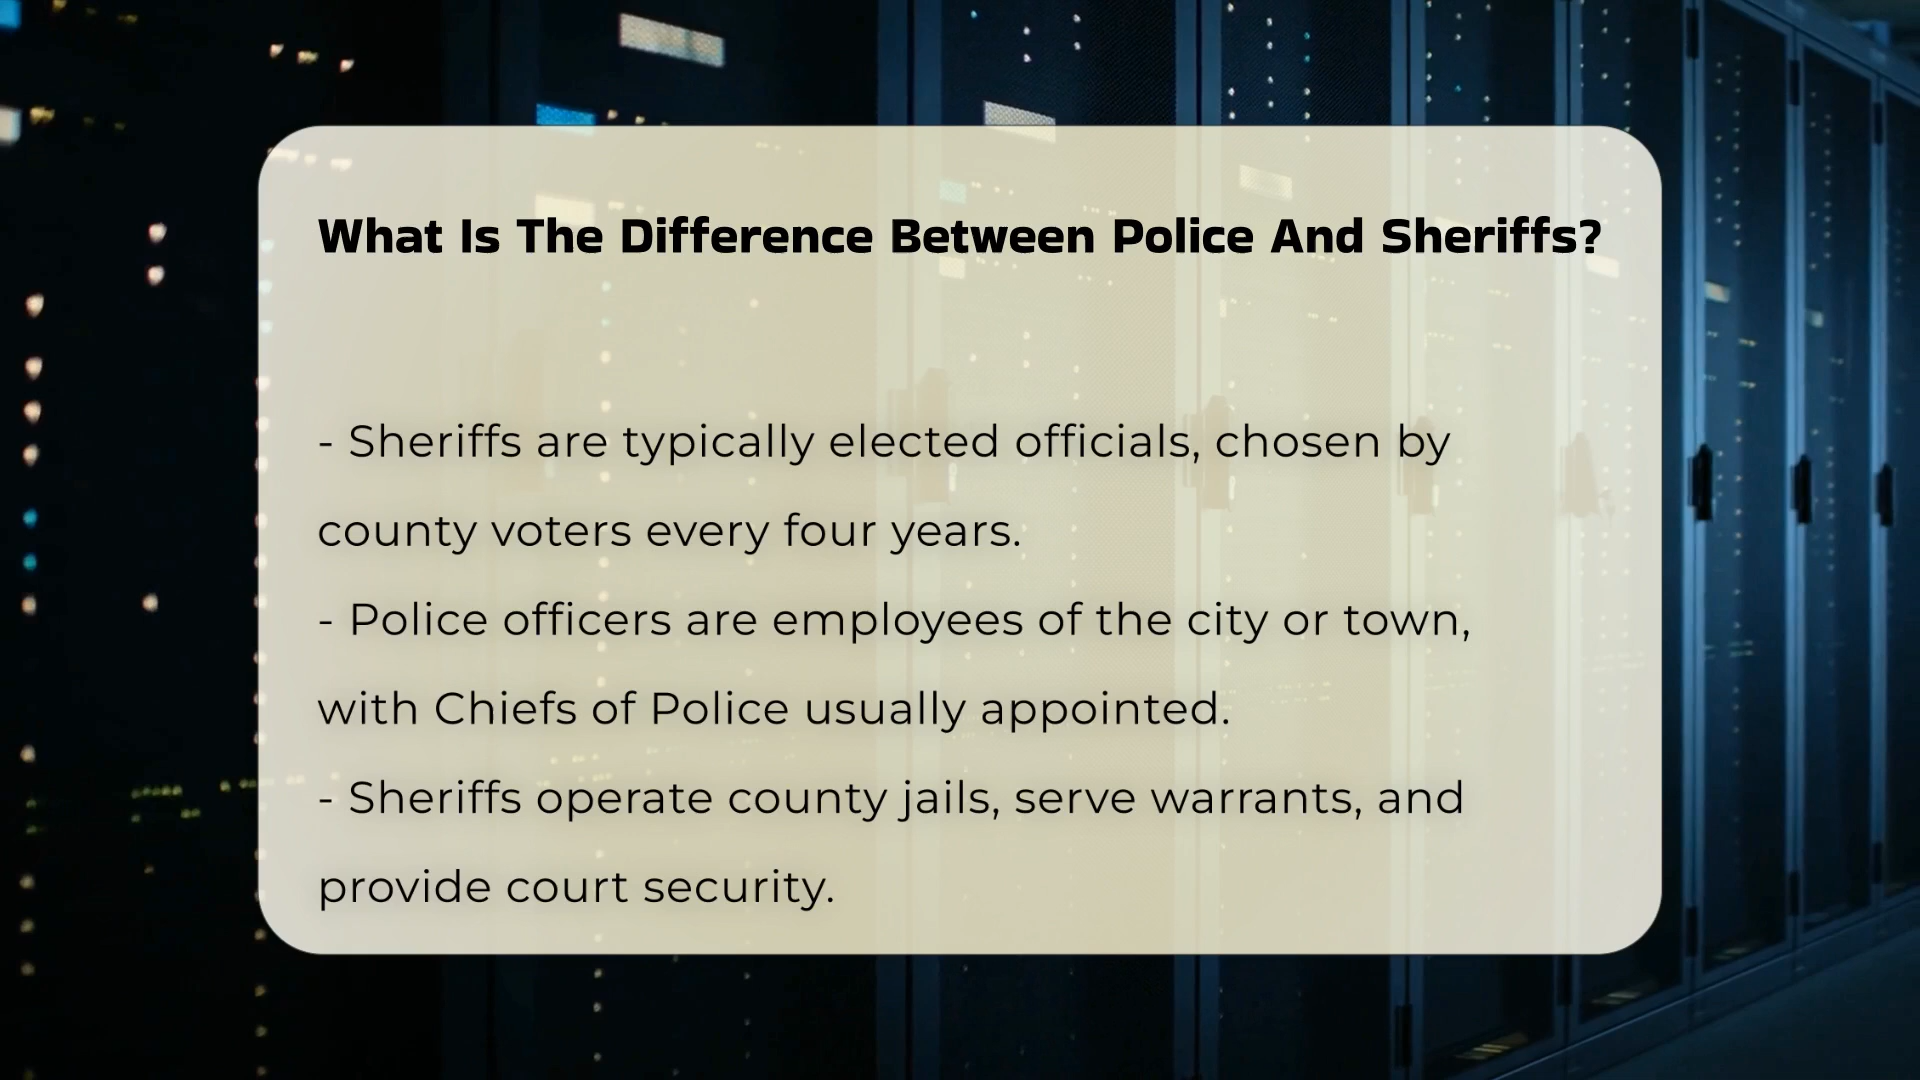 What Is The Difference Between Police And Sheriffs?
- Sheriffs are typically elected officials, chosen by
county voters every four years.
- Police officers are employees of the city or town,
with Chiefs of Police usually appointed.
- Sheriffs operate county jails, serve warrants, and
provide court security.